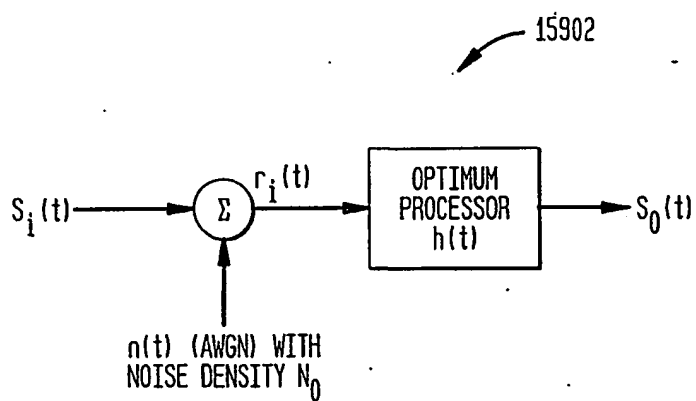 15902
S_i(t)
Σ
r_i(t)
OPTIMUM
PROCESSOR
h(t)
S_0(t)
n(t) (AWGN) WITH
NOISE DENSITY N_0